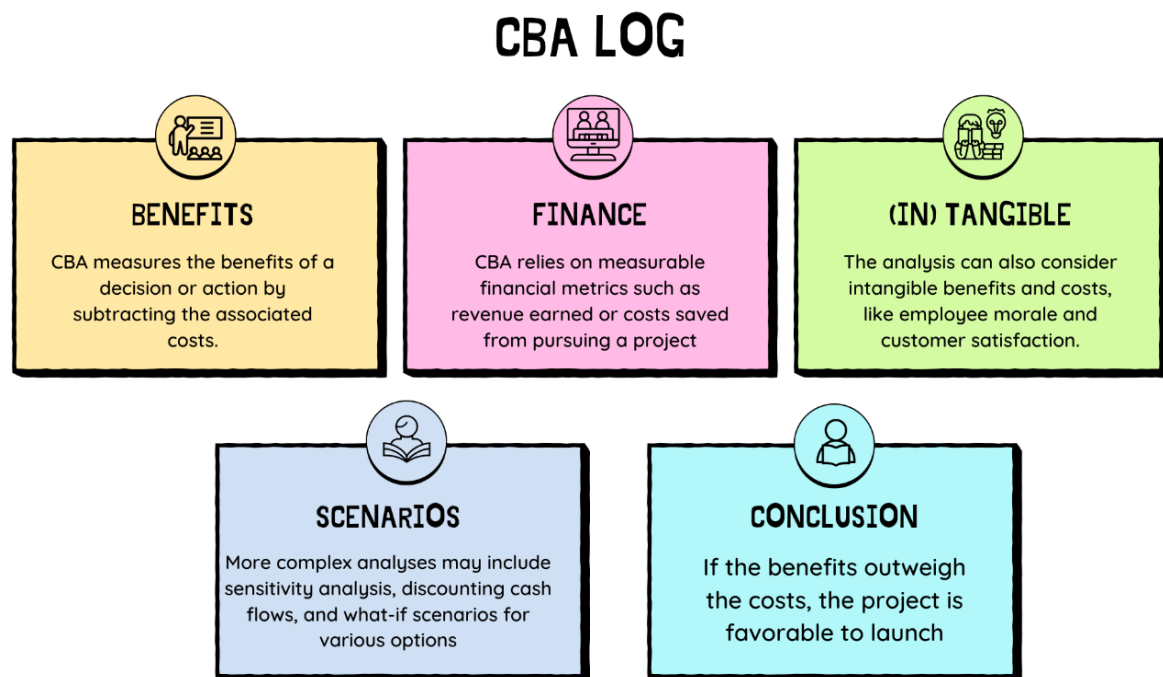 CBA LOG
BENEFITS
CBA measures the benefits of a
decision or action by
subtracting the associated
costs.
FINANCE
CBA relies on measurable
financial metrics such as
revenue earned or costs saved
from pursuing a project
(IN) TANGIBLE
The analysis can also consider
intangible benefits and costs,
like employee morale and
customer satisfaction.
SCENARIOS
More complex analyses may include
sensitivity analysis, discounting cash
flows, and what-if scenarios for
various options
CONCLUSION
If the benefits outweigh
the costs, the project is
favorable to launch